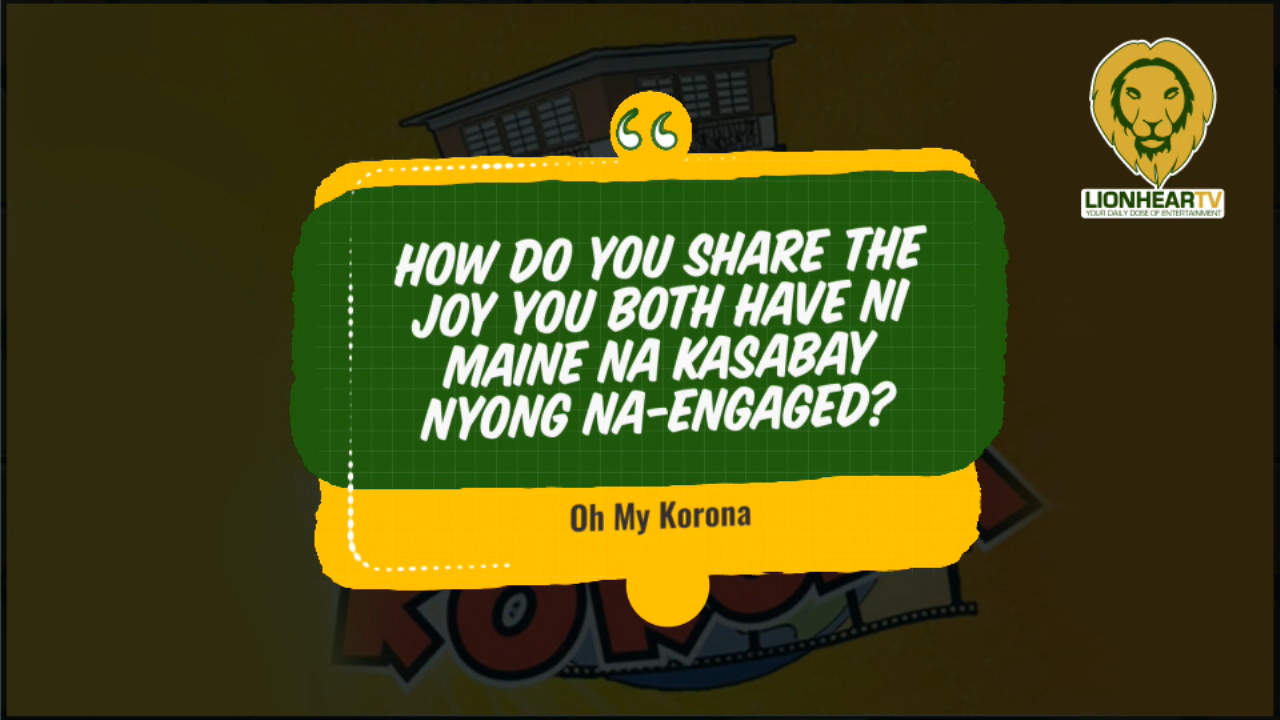 LIONHEARTV
YOUR DAILY DOSE OF ENTERTAINMENT
HOW DO YOU SHARE THE
JOY YOU BOTH HAVE NI
MAINE NA KASABAY
NYONG NA-ENGAGED?
Oh My Korona